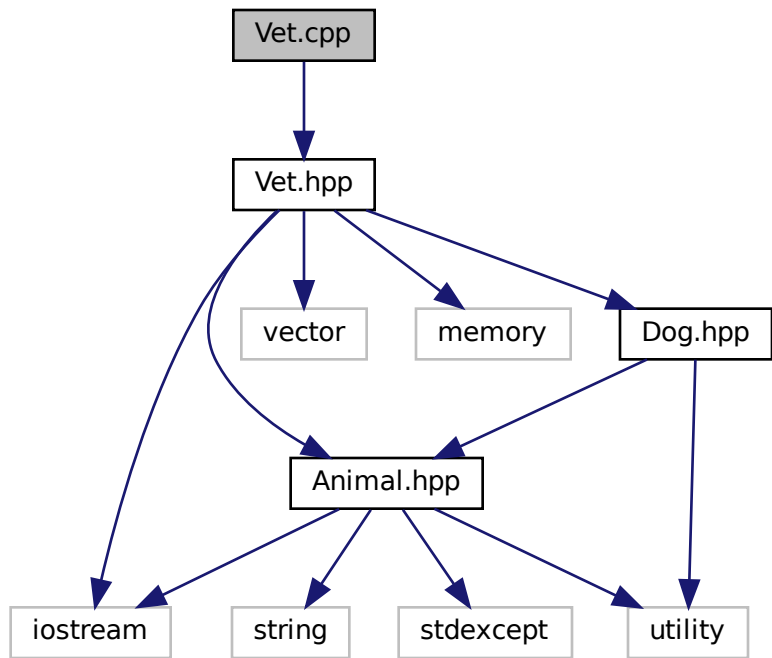 Vet.cpp
Vet.hpp
vector
memory
Dog.hpp
Animal.hpp
iostream
string
stdexcept
utility